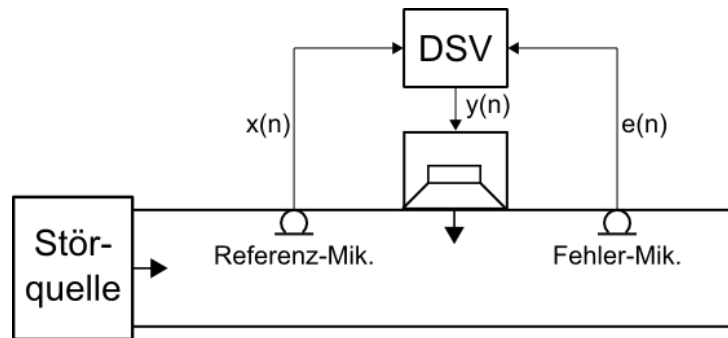 DSV
x(n)
y(n)
e(n)
Stör-
quelle
Referenz-Mik.
Fehler-Mik.